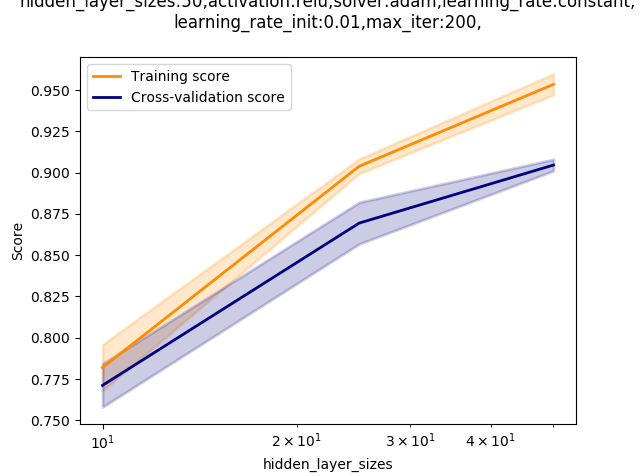 hidden_layer_sizes:50,activation:relu,solver:adam,learning_rate:constant,
learning_rate_init:0.01,max_iter:200,
Training score
Cross-validation score
0.950
0.925
0.900
0.875
0.850
0.825
0.800
0.775
0.750
Score
10¹
2 × 10¹
3 × 10¹
4 × 10¹
hidden_layer_sizes